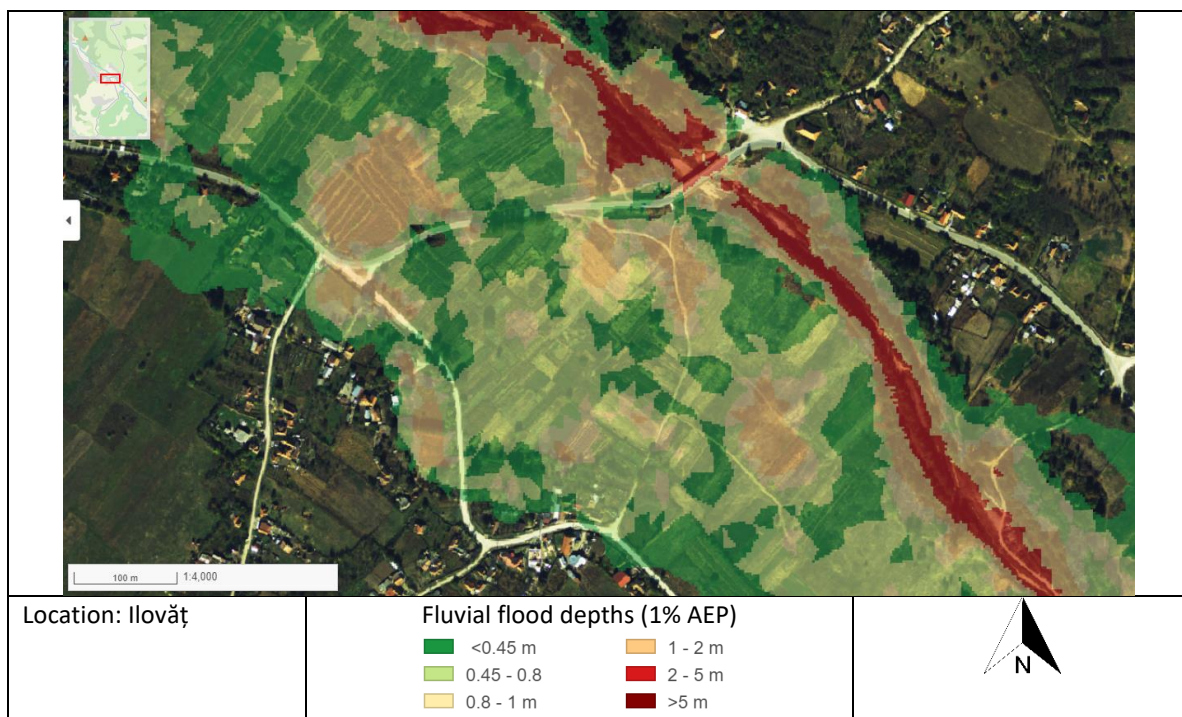 100 m 1:4,000
Location: Ilovăț
Fluvial flood depths (1% AEP)
<0.45 m
0.45 - 0.8
0.8 - 1 m
1 - 2 m
2 - 5 m
>5 m
N